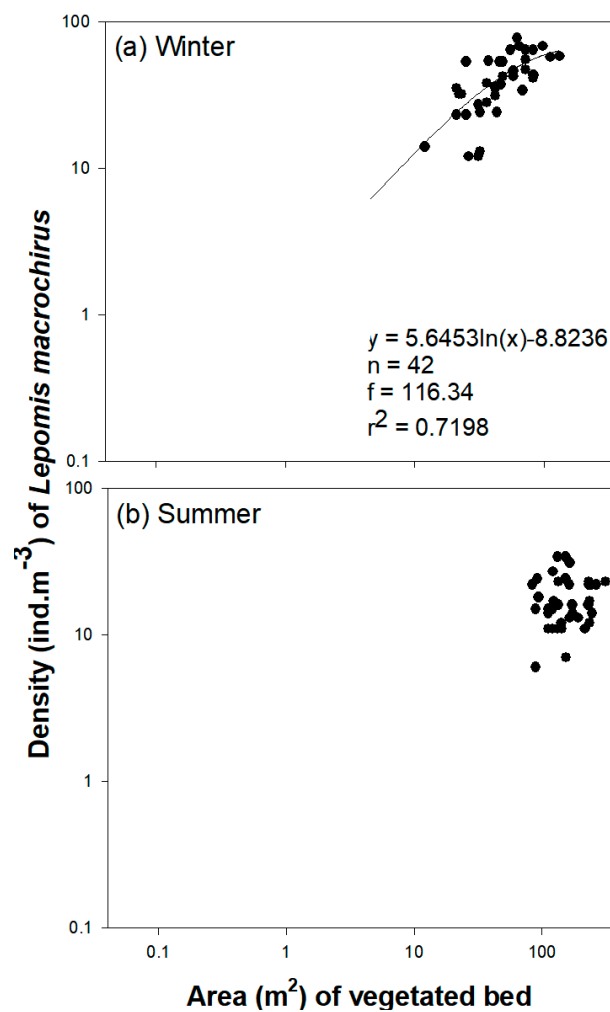 100
(a) Winter
10
1
y = 5.6453ln(x)-8.8236
n = 42
f = 116.34
r² = 0.7198
0.1
Density (ind.m⁻³) of Lepomis macrochirus
100
(b) Summer
10
1
0.1
0.1 1 10 100
Area (m²) of vegetated bed